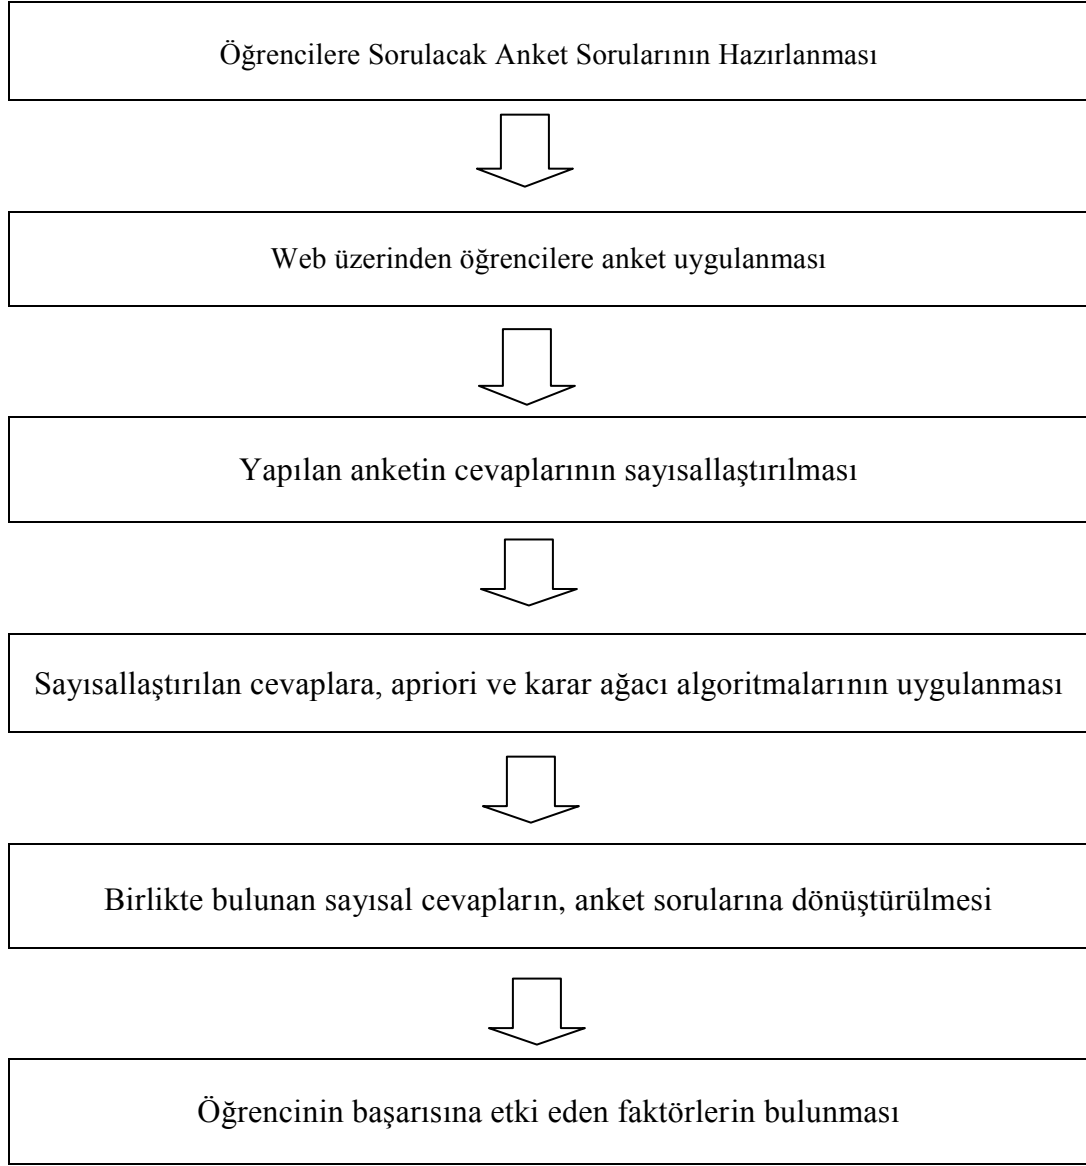 Öğrencilere Sorulacak Anket Sorularının Hazırlanması
Web üzerinden öğrencilere anket uygulanması
Yapılan anketin cevaplarının sayısallaştırılması
Sayısallaştırılan cevaplara, apriori ve karar ağacı algoritmalarının uygulanması
Birlikte bulunan sayısal cevapların, anket sorularına dönüştürülmesi
Öğrencinin başarısına etki eden faktörlerin bulunması